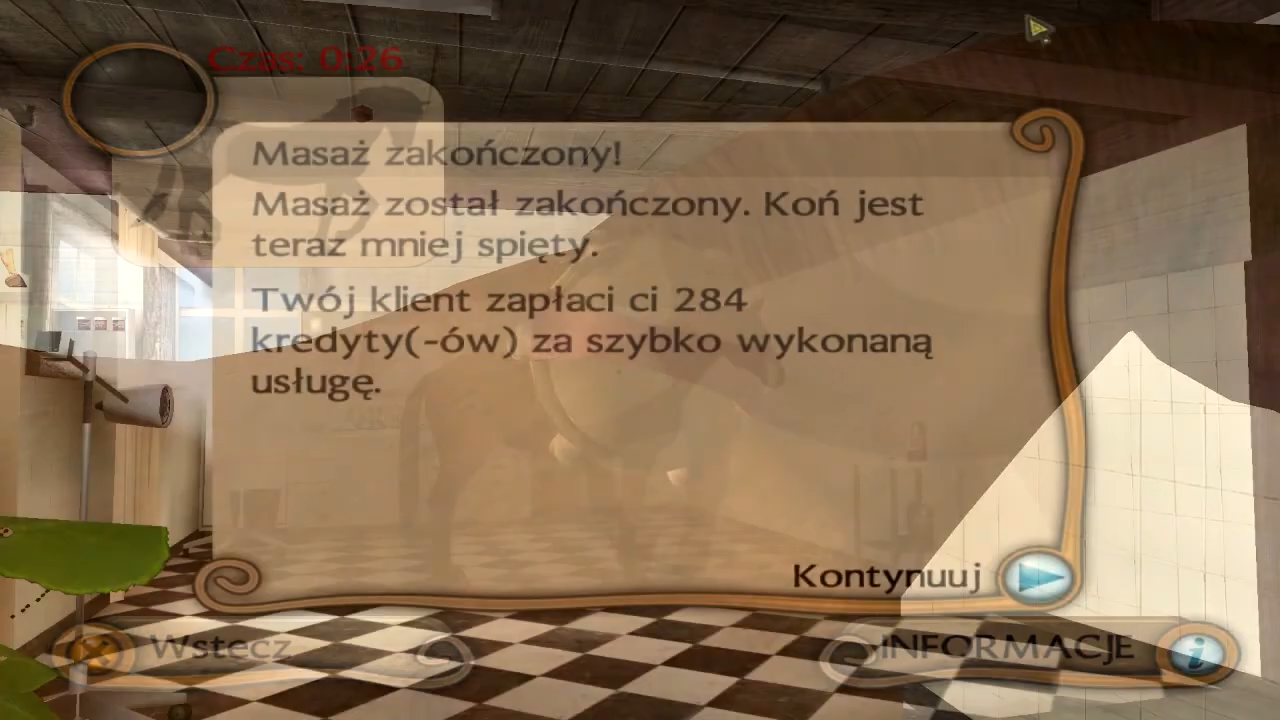 Czas: 0:26
Masaż zakończony!
Masaż został zakończony. Koń jest
teraz mniej spięty.
Twój klient zapłaci ci 284
kredyty(-ów) za szybko wykonaną
usługę.
Kontynuuj
Wstecz
INFORMACJE